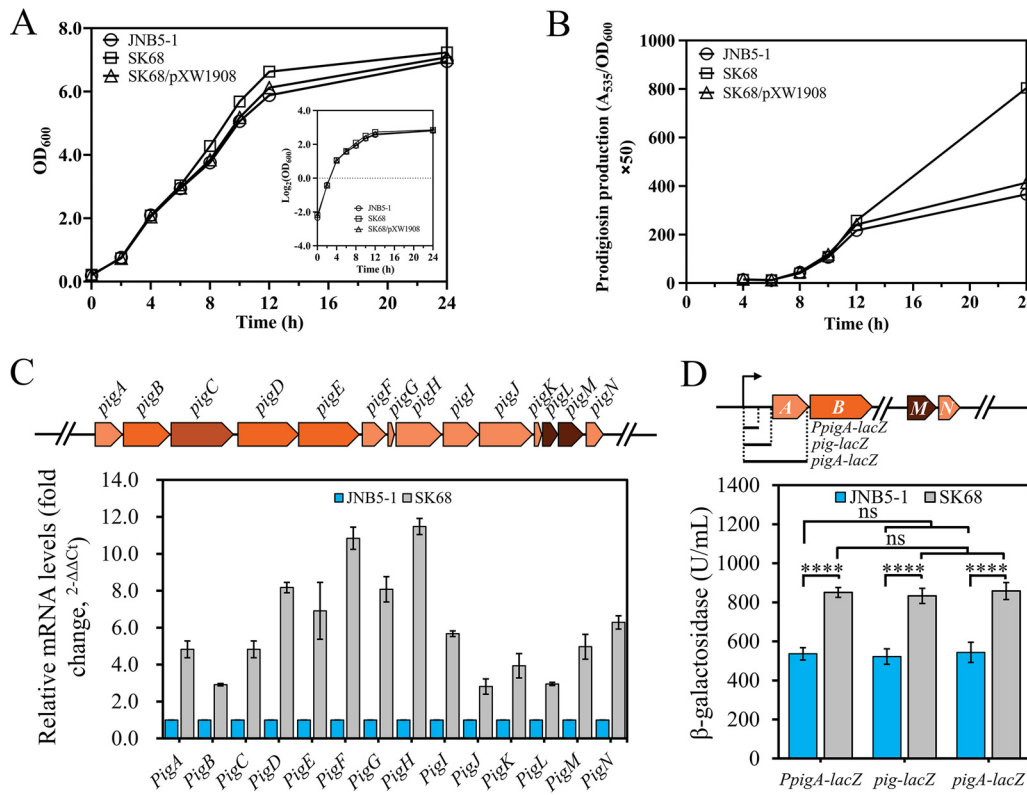 A
8.0
6.0
4.0
2.0
0.0
OD600
JNB5-1
SK68
SK68/pXW1908
0 4 8 12 16 20 24
Time (h)
4.0
2.0
0.0
-2.0
-4.0
Log2(OD600)
JNB5-1
SK68
SK68/pXW1908
0 4 8 12 16 20 24
Time (h)
B
1000
800
600
400
200
0
Prodigiosin production (A535/OD600
×50)
JNB5-1
SK68
SK68/pXW1908
0 2 4 6 8 10 12 14 16 18 20 22 24
Time (h)
C
pigA pigB pigC pigD pigE pigF pigG pigH pigI pigJ pigK pigL pigM pigN
JNB5-1 SK68
14.0
12.0
10.0
8.0
6.0
4.0
2.0
0.0
Relative mRNA levels (fold
change, 2-ΔΔCt)
PigA PigB PigC PigD PigE PigF PigG PigH PigI PigJ PigK PigL PigM PigN
D
A B M N
PpigA-lacZ
pig-lacZ
pigA-lacZ
JNB5-1 SK68
1400
1200
1000
800
600
400
200
0
β-galactosidase (U/mL)
ns
ns
**** **** ****
PpigA-lacZ pig-lacZ pigA-lacZ